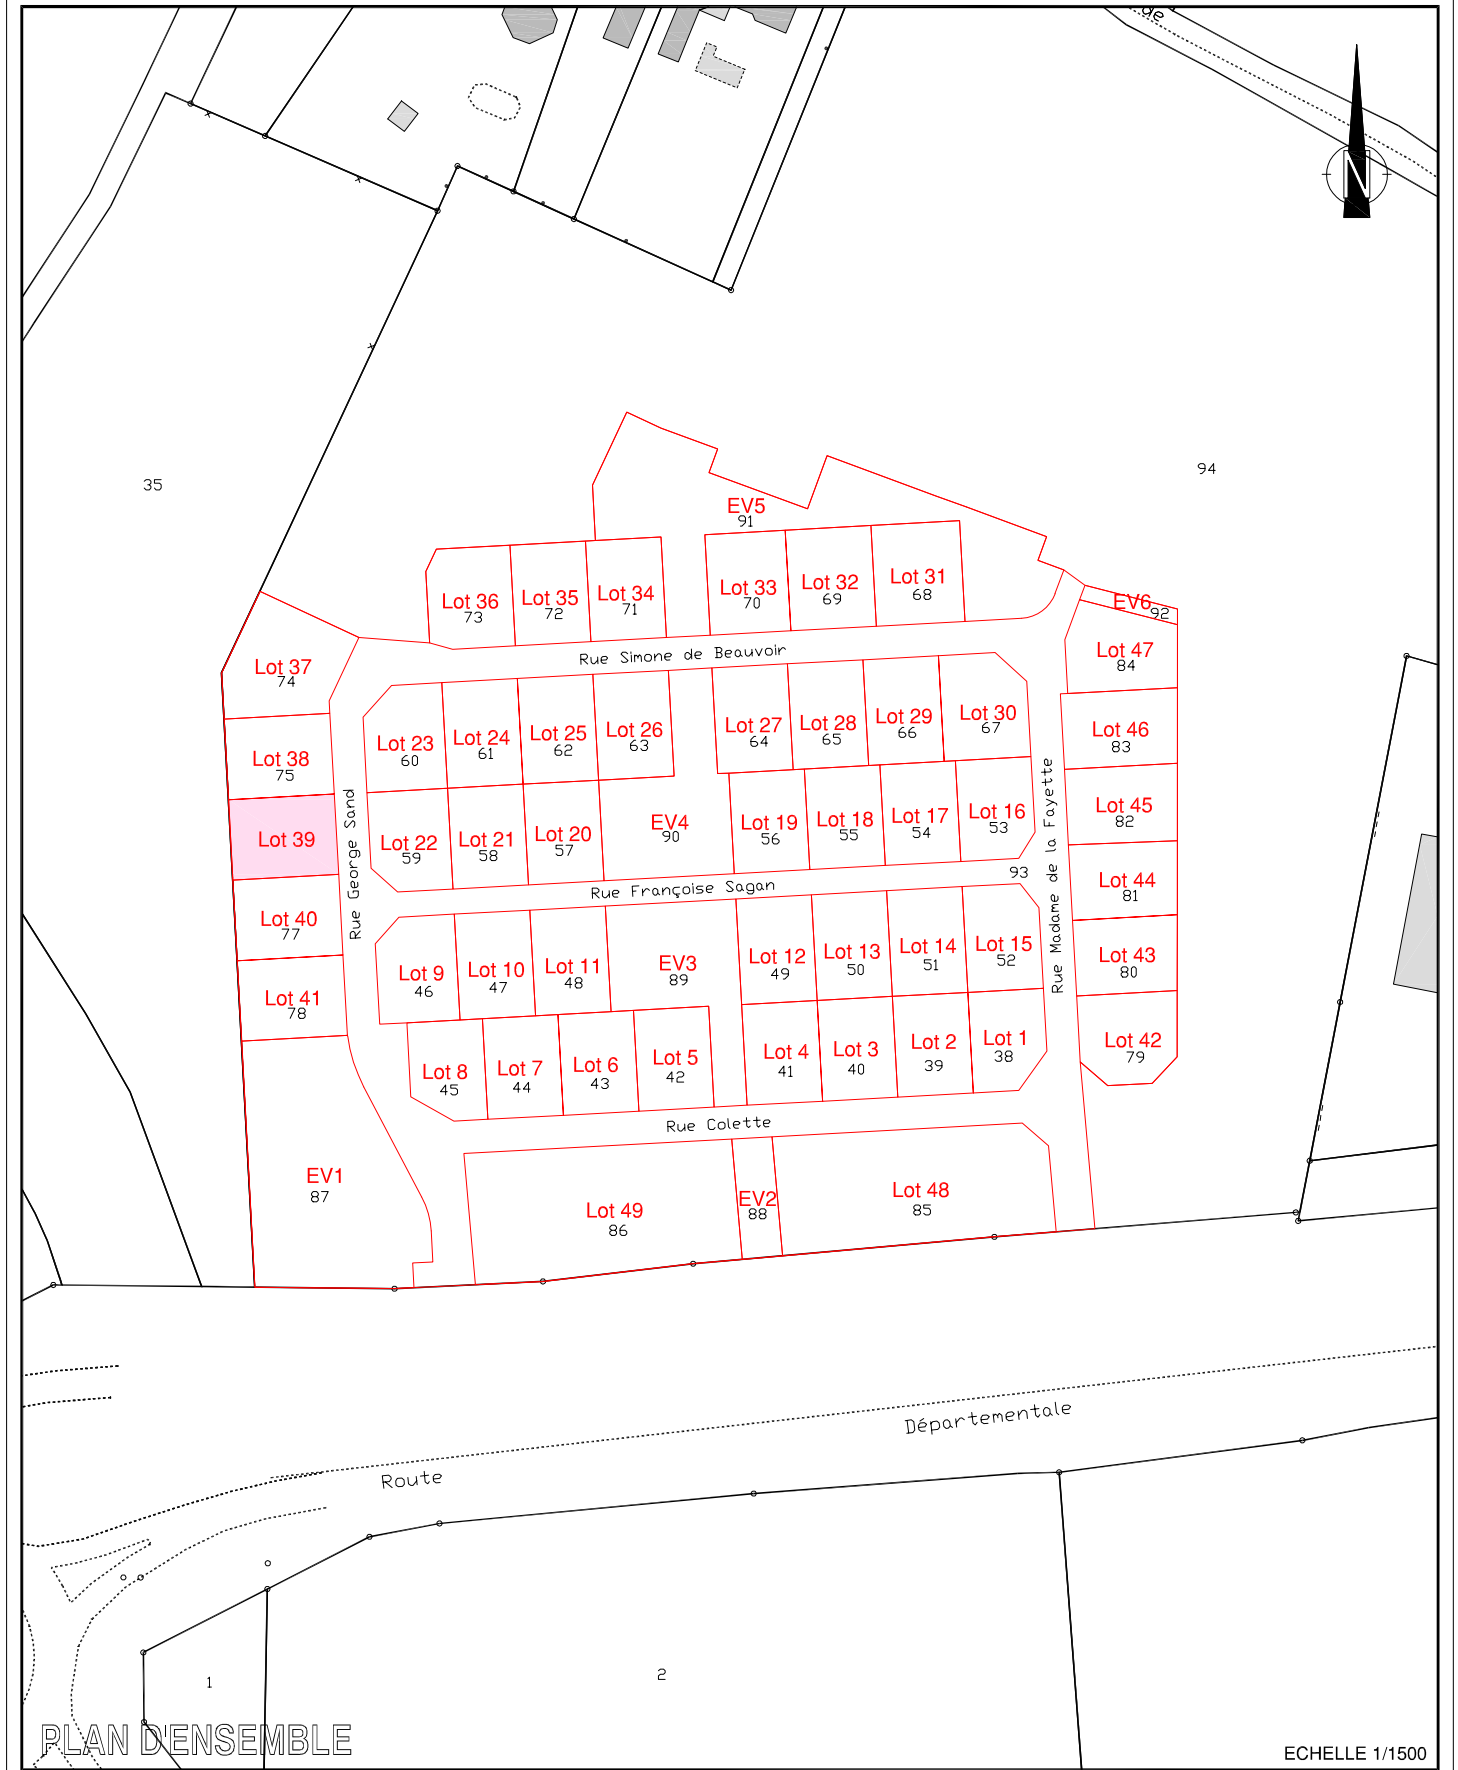 de
N
94
35
EV5
91
Lot 36
73
Lot 35
72
Lot 34
71
Lot 33
70
Lot 32
69
Lot 31
68
EV6
92
Lot 37
74
Rue Simone de Beauvoir
Lot 47
84
Lot 23
60
Lot 24
61
Lot 25
62
Lot 26
63
Lot 27
64
Lot 28
65
Lot 29
66
Lot 30
67
Lot 46
83
Lot 38
75
Rue George Sand
Rue Madame de la Fayette
Lot 39
Lot 22
59
Lot 21
58
Lot 20
57
EV4
90
Lot 19
56
Lot 18
55
Lot 17
54
Lot 16
53
Lot 45
82
93
Rue Françoise Sagan
Lot 44
81
Lot 40
77
Lot 9
46
Lot 10
47
Lot 11
48
EV3
89
Lot 12
49
Lot 13
50
Lot 14
51
Lot 15
52
Lot 43
80
Lot 41
78
Lot 8
45
Lot 7
44
Lot 6
43
Lot 5
42
Lot 4
41
Lot 3
40
Lot 2
39
Lot 1
38
Lot 42
79
Rue Colette
EV1
87
Lot 49
86
EV2
88
Lot 48
85
Route Départementale
1
2
PLAN D'ENSEMBLE
ECHELLE 1/1500